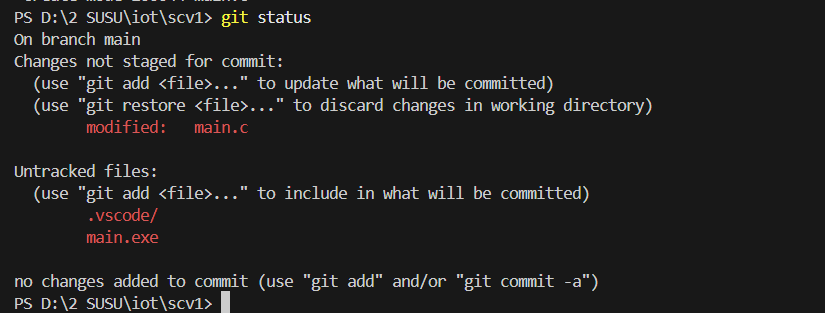 PS D:\2 SUSU\iot\scv1> git status
On branch main
Changes not staged for commit:
  (use "git add <file>..." to update what will be committed)
  (use "git restore <file>..." to discard changes in working directory)
        modified:   main.c

Untracked files:
  (use "git add <file>..." to include in what will be committed)
        .vscode/
        main.exe

no changes added to commit (use "git add" and/or "git commit -a")
PS D:\2 SUSU\iot\scv1>